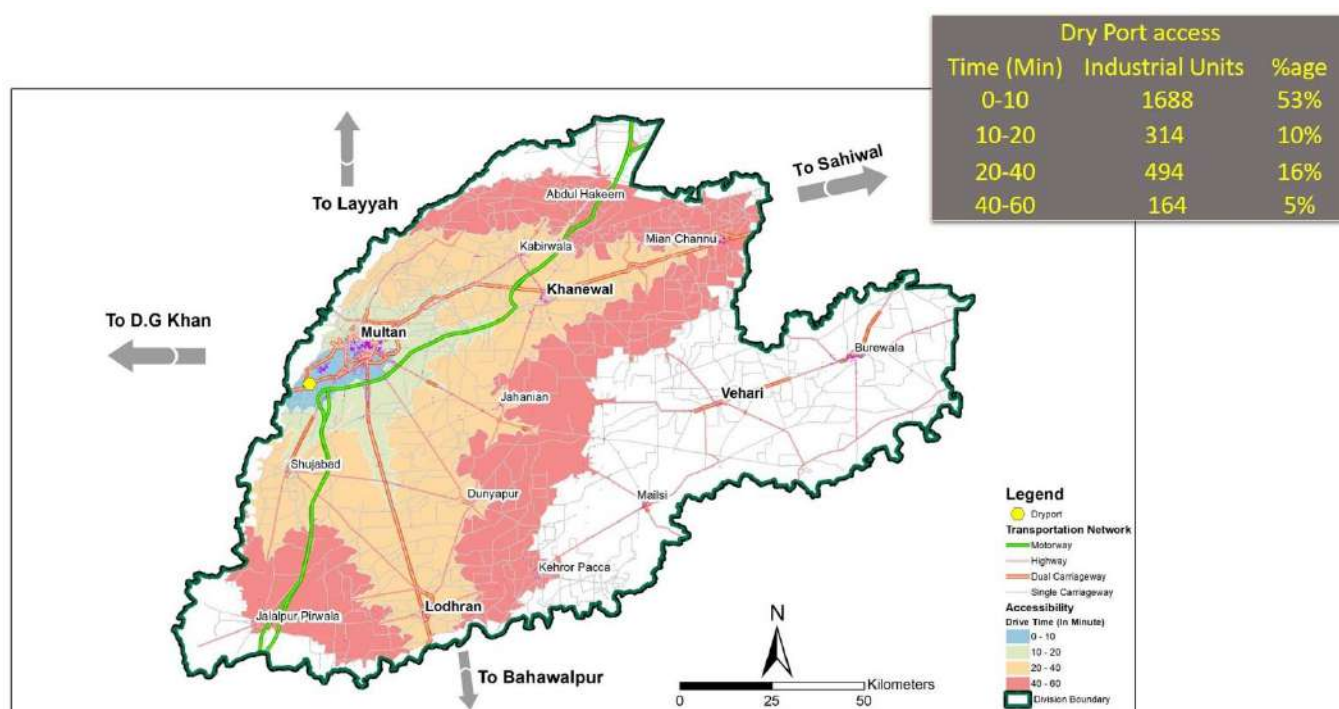 Dry Port access
Time (Min) Industrial Units %age
0-10 1688 53%
10-20 314 10%
20-40 494 16%
40-60 164 5%
To Sahiwal
To Layyah
Abdul Hakeem
Kabirwala
Mian Channu
Khanewal
To D.G Khan
Multan
Burewala
Vehari
Jahanian
Shujabad
Dunyapur
Mailsi
Kehror Pacca
Lodhran
Jalalpur Pirwala
To Bahawalpur
N
Kilometers
0 25 50
Legend
Dryport
Transportation Network
Motorway
Highway
Dual Carriageway
Single Carriageway
Accessibility
Drive Time (In Minute)
0 - 10
10 - 20
20 - 40
40 - 60
Division Boundary